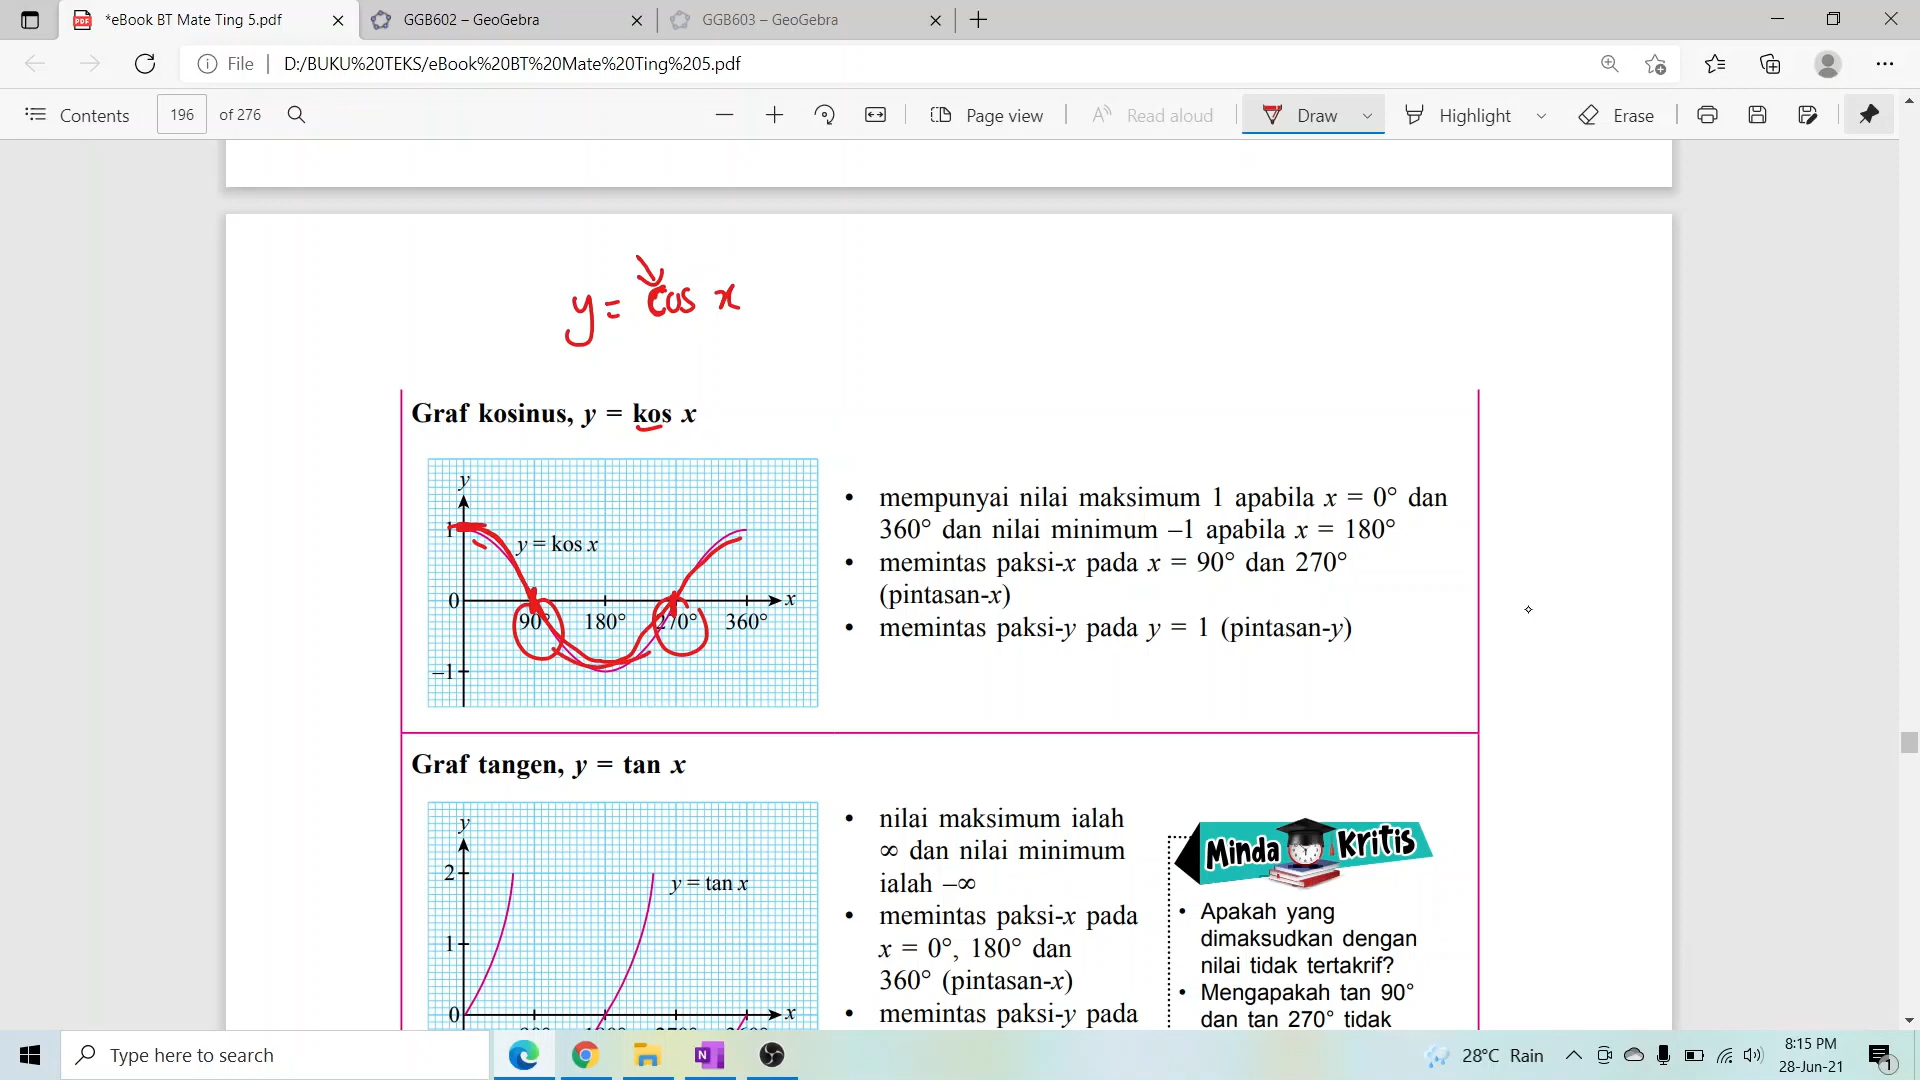 *eBook BT Mate Ting 5.pdf
GGB602 – GeoGebra
GGB603 – GeoGebra
File
D:/BUKU%20TEKS/eBook%20BT%20Mate%20Ting%205.pdf
Contents
196
of 276
Page view
Read aloud
Draw
Highlight
Erase
y = cos x
Graf kosinus, y = kos x
y
1
y = kos x
0
90°
180°
270°
360°
x
–1
• mempunyai nilai maksimum 1 apabila x = 0° dan
360° dan nilai minimum –1 apabila x = 180°
• memintas paksi-x pada x = 90° dan 270°
(pintasan-x)
• memintas paksi-y pada y = 1 (pintasan-y)
Graf tangen, y = tan x
y
2
y = tan x
1
0
x
• nilai maksimum ialah
∞ dan nilai minimum
ialah –∞
• memintas paksi-x pada
x = 0°, 180° dan
360° (pintasan-x)
• memintas paksi-y pada
Minda Kritis
• Apakah yang
dimaksudkan dengan
nilai tidak tertakrif?
• Mengapakah tan 90°
dan tan 270° tidak
Type here to search
28°C Rain
8:15 PM
28-Jun-21
1